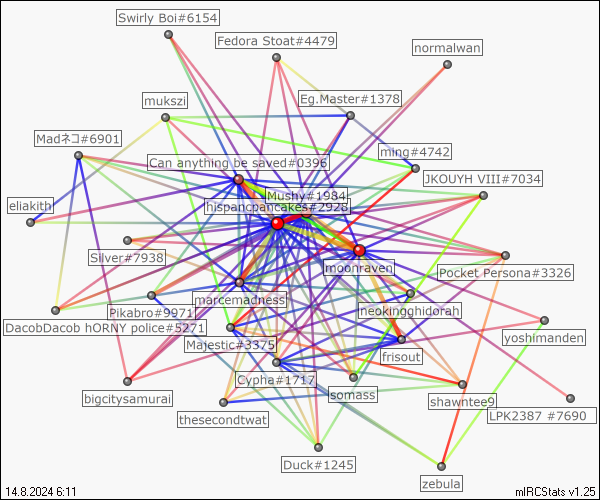 Swirly Boi#6154
Fedora Stoat#4479
normalwan
mukszi
Eg.Master#1378
Madネコ#6901
ming#4742
Can anything be saved#0396
JKOUYH VIII#7034
Mushy#1984
eliakith
hispanicpancakes#2928
Silver#7938
moonraven
Pocket Persona#3326
marcemadness
Pikabro#9971
neokingghidorah
DacobDacob hORNY police#5271
Majestic#3375
yoshimanden
frisout
Cypha#1717
somass
bigcitysamurai
shawntee9
LPK2387 #7690
thesecondtwat
Duck#1245
zebula
14.8.2024 6:11
mIRCStats v1.25